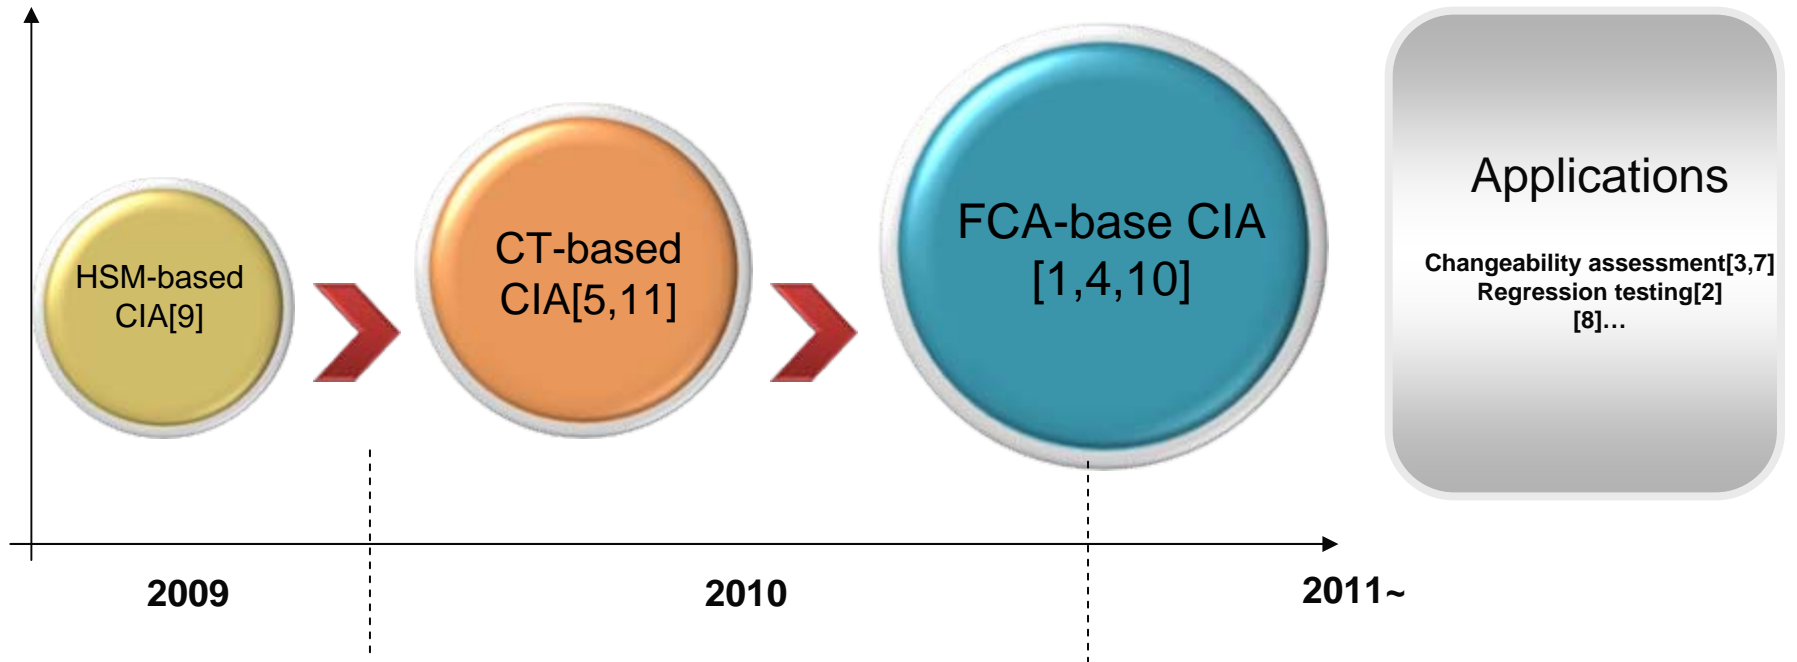 HSM-based
CIA[9]
CT-based
CIA[5,11]
FCA-base CIA
[1,4,10]
Applications
Changeability assessment[3,7]
Regression testing[2]
[8]…
2009
2010
2011~